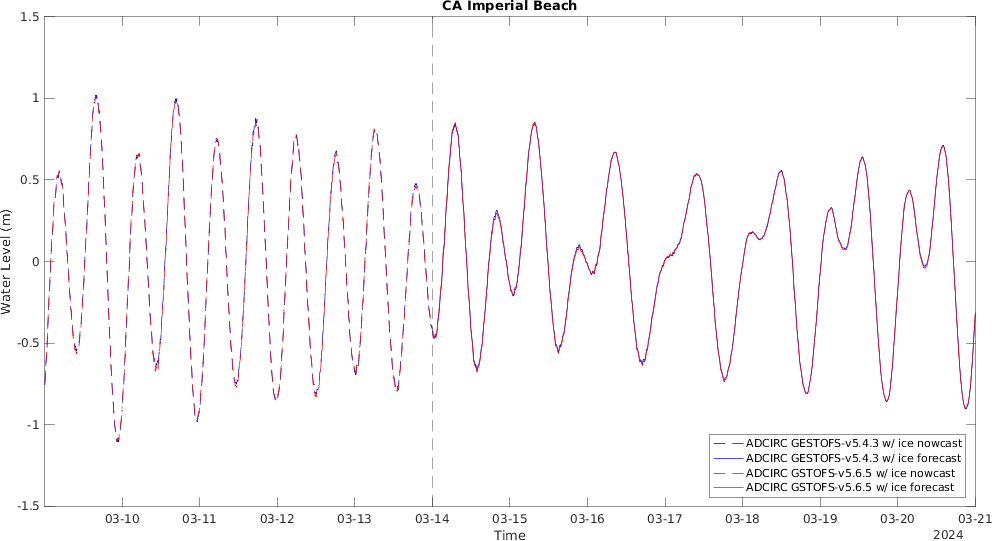 CA Imperial Beach
1.5
1
0.5
0
-0.5
-1
-1.5
Water Level (m)
03-10 03-11 03-12 03-13 03-14 03-15 03-16 03-17 03-18 03-19 03-20 03-21
Time
2024
ADCIRC GESTOFS-v5.4.3 w/ ice nowcast
ADCIRC GESTOFS-v5.4.3 w/ ice forecast
ADCIRC GSTOFS-v5.6.5 w/ ice nowcast
ADCIRC GSTOFS-v5.6.5 w/ ice forecast